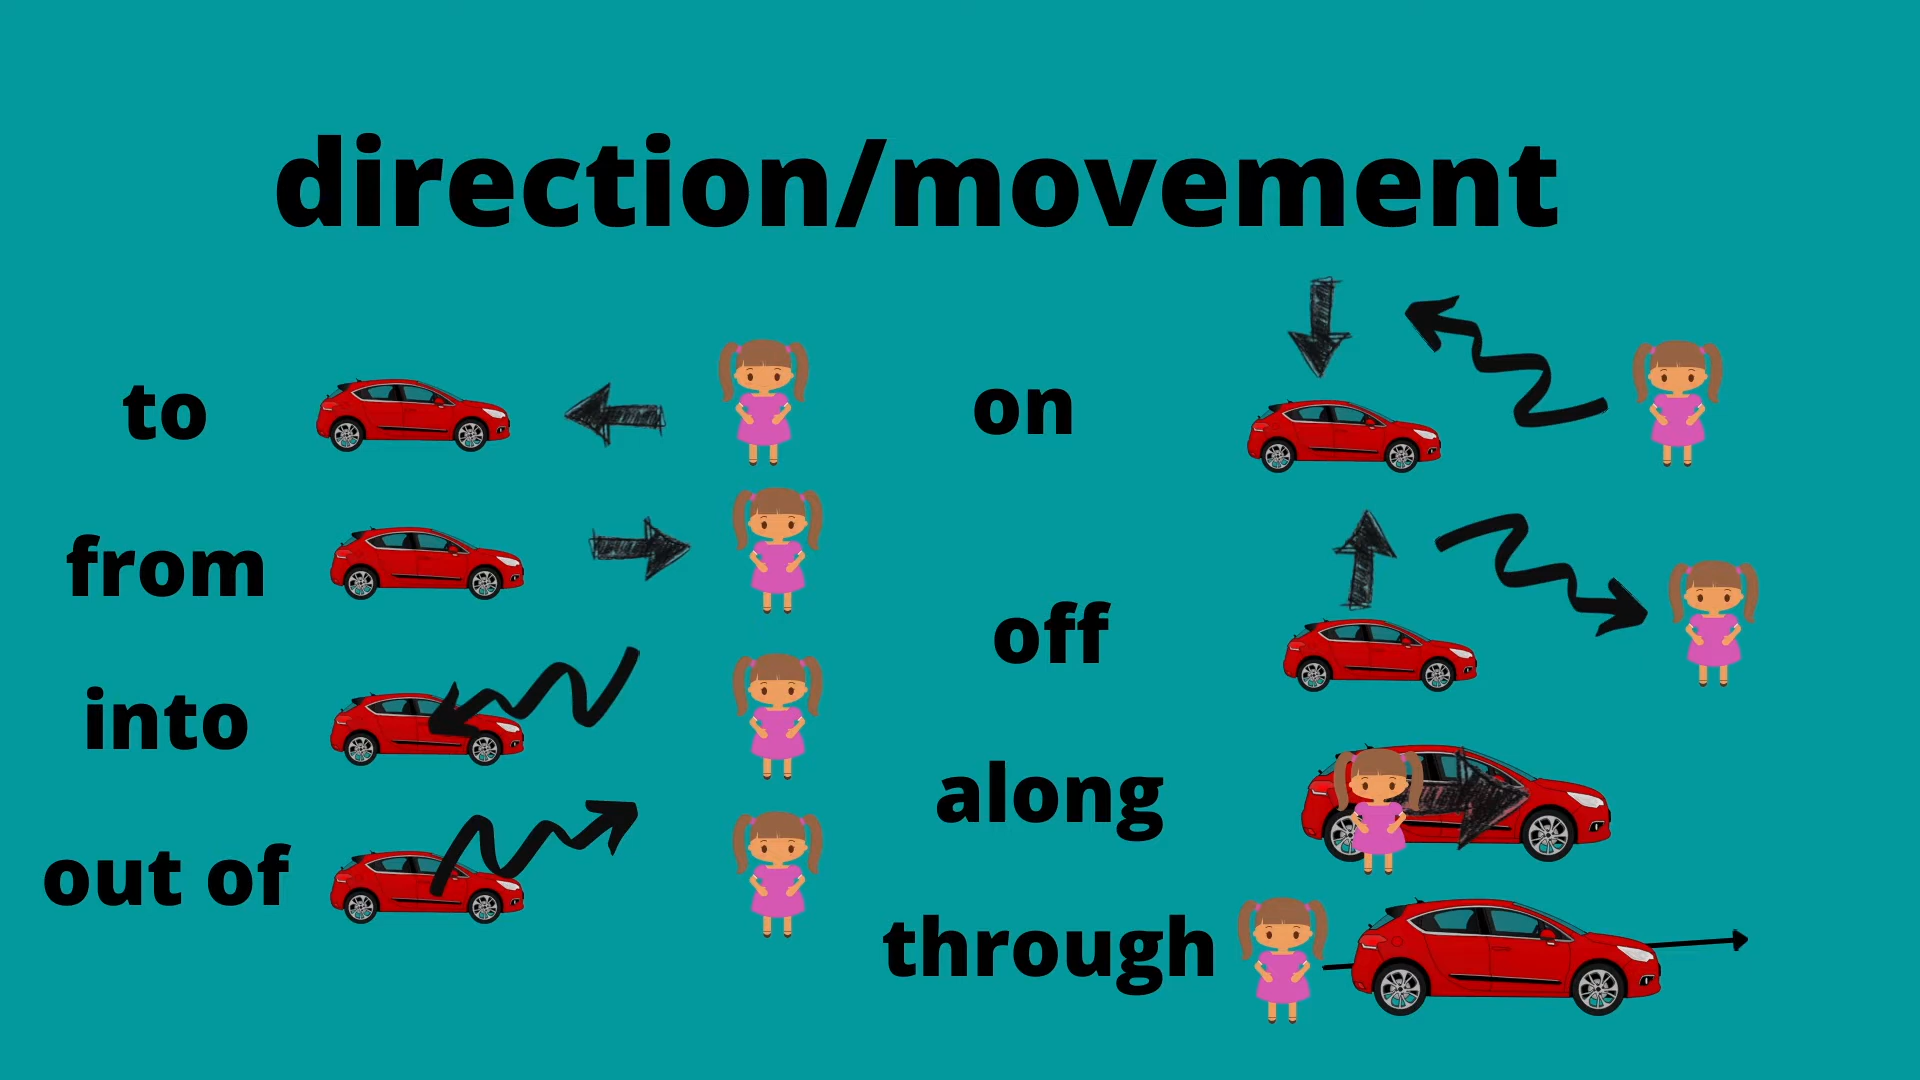 direction/movement
to
from
into
out of
on
off
along
through